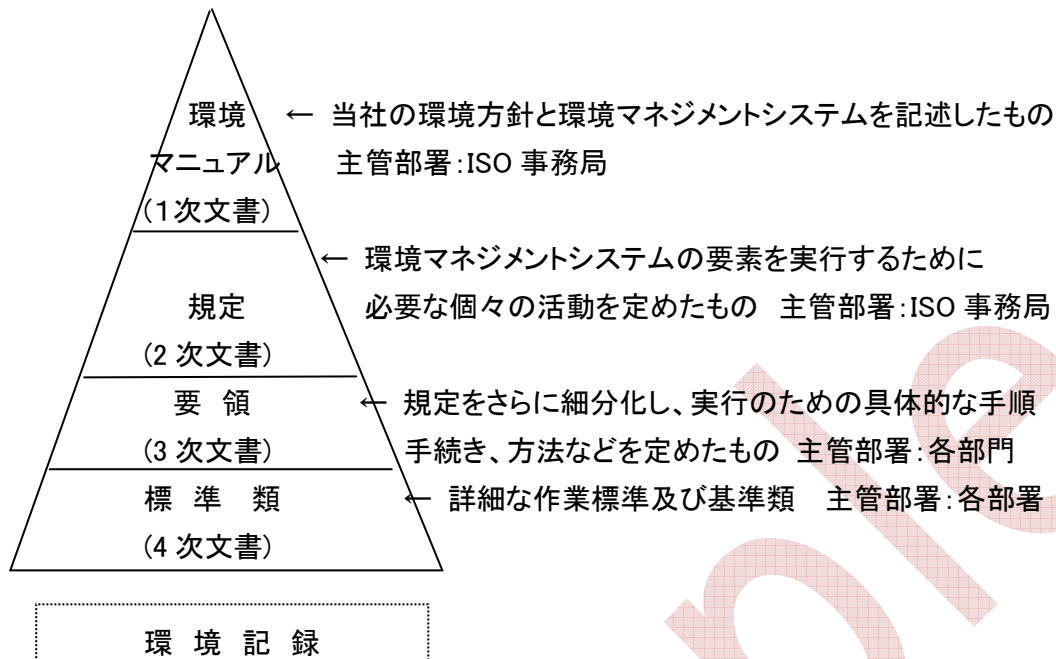 環境 ← 当社の環境方針と環境マネジメントシステムを記述したもの
マニュアル 主管部署：ISO 事務局
(1次文書)
← 環境マネジメントシステムの要素を実行するために
規定 必要な個々の活動を定めたもの 主管部署：ISO 事務局
(2 次文書)
要 領 ← 規定をさらに細分化し、実行のための具体的な手順
(3 次文書) 手続き、方法などを定めたもの 主管部署：各部門
標 準 類 ← 詳細な作業標準及び基準類 主管部署：各部署
(4 次文書)
環 境 記 録